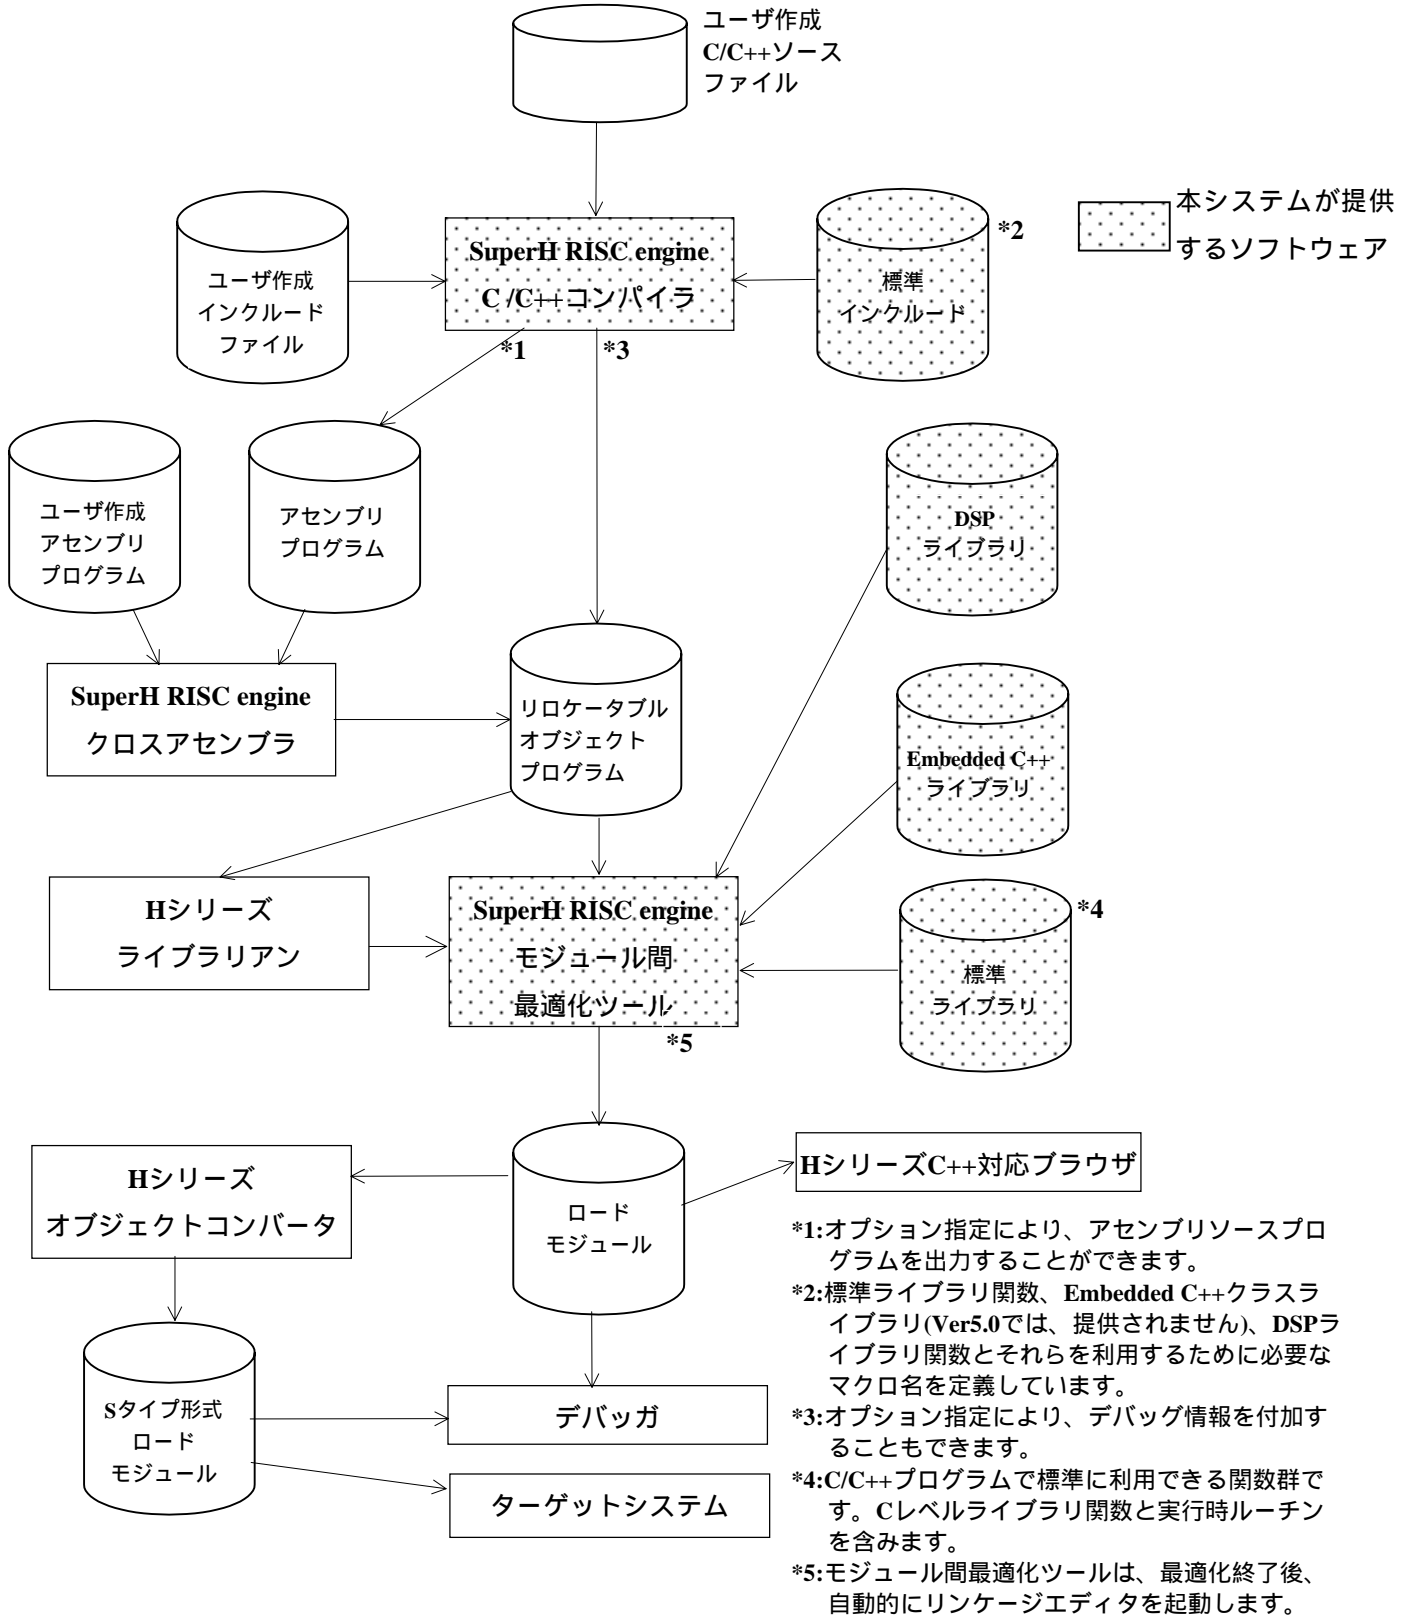 ユーザ作成
C/C++ソース
ファイル
本システムが提供
するソフトウェア
*2
SuperH RISC engine
C /C++コンパイラ
ユーザ作成
インクルード
ファイル
標準
インクルード
*1
*3
ユーザ作成
アセンブリ
プログラム
アセンブリ
プログラム
DSP
ライブラリ
SuperH RISC engine
クロスアセンブラ
リロケータブル
オブジェクト
プログラム
Embedded C++
ライブラリ
Hシリーズ
ライブラリアン
SuperH RISC engine
モジュール間
最適化ツール
*4
標準
ライブラリ
*5
Hシリーズ
オブジェクトコンバータ
ロード
モジュール
HシリーズC++対応ブラウザ
Sタイプ形式
ロード
モジュール
デバッガ
ターゲットシステム
*1:オプション指定により、アセンブリソースプロ
グラムを出力することができます。
*2:標準ライブラリ関数、Embedded C++クラスラ
イブラリ(Ver5.0では、提供されません)、DSPラ
イブラリ関数とそれらを利用するために必要な
マクロ名を定義しています。
*3:オプション指定により、デバッグ情報を付加す
ることもできます。
*4:C/C++プログラムで標準に利用できる関数群で
す。Cレベルライブラリ関数と実行時ルーチン
を含みます。
*5:モジュール間最適化ツールは、最適化終了後、
自動的にリンケージエディタを起動します。